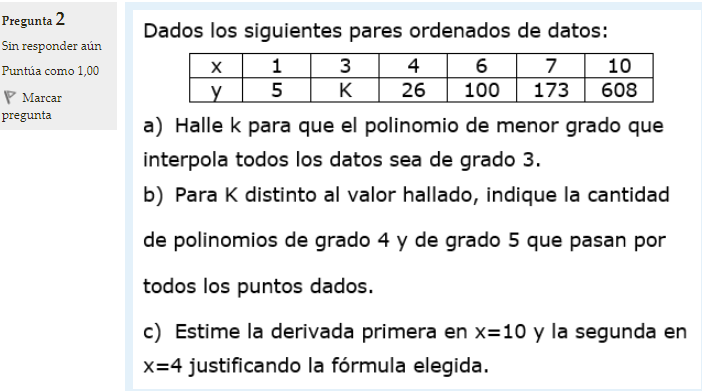 Pregunta 2
Sin responder aún
Puntúa como 1,00
Marcar
pregunta
Dados los siguientes pares ordenados de datos:
x 1 3 4 6 7 10
y 5 K 26 100 173 608
a) Halle k para que el polinomio de menor grado que
interpola todos los datos sea de grado 3.
b) Para K distinto al valor hallado, indique la cantidad
de polinomios de grado 4 y de grado 5 que pasan por
todos los puntos dados.
c) Estime la derivada primera en x=10 y la segunda en
x=4 justificando la fórmula elegida.